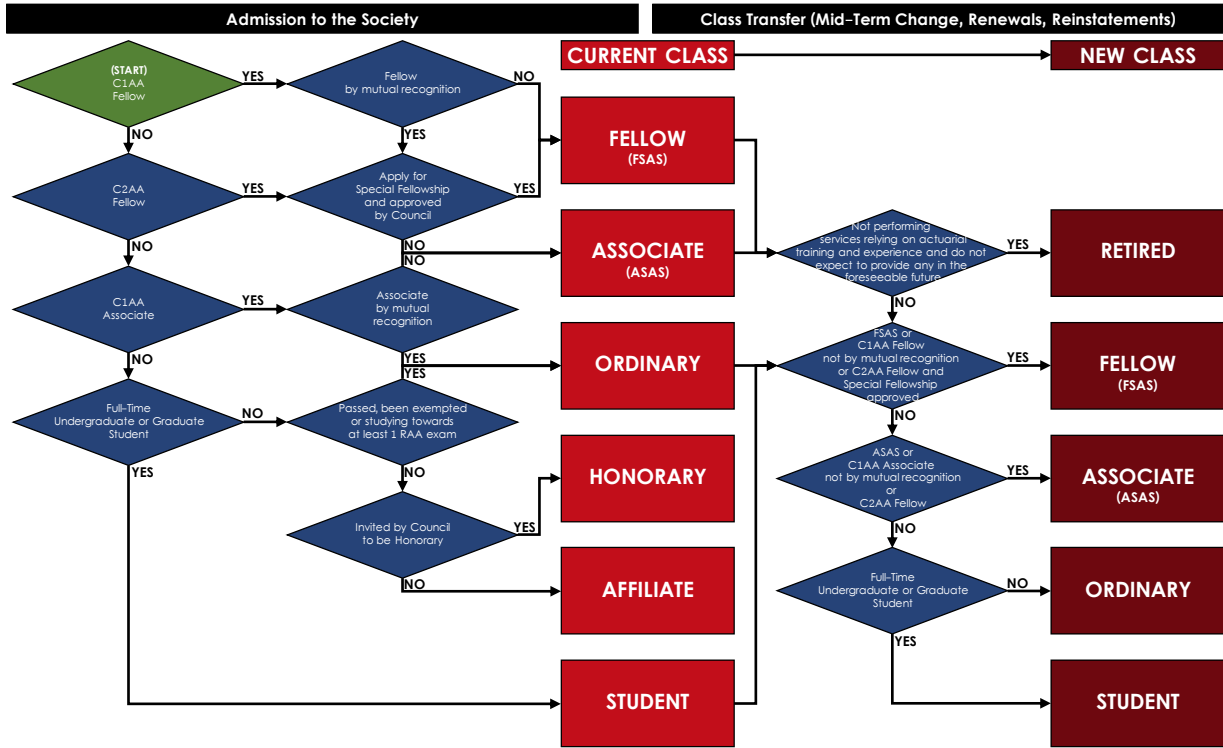 Admission to the Society
Class Transfer (Mid-Term Change, Renewals, Reinstatements)
(START)
C1AA
Fellow
YES
Fellow
by mutual recognition
NO
CURRENT CLASS
NEW CLASS
NO
YES
FELLOW
(FSAS)
C2AA
Fellow
YES
Apply for
Special Fellowship
and approved
by Council
YES
NO
NO
NO
ASSOCIATE
(ASAS)
Not performing
services relying on actuarial
training and experience and do not
expect to provide any in the
foreseeable future
YES
RETIRED
C1AA
Associate
YES
Associate
by mutual
recognition
NO
NO
YES
YES
ORDINARY
FSAS or
C1AA Fellow
not by mutual recognition
or C2AA Fellow and
Special Fellowship
approved
YES
FELLOW
(FSAS)
Full-Time
Undergraduate or Graduate
Student
NO
Passed, been exempted
or studying towards
at least 1 RAA exam
NO
YES
NO
HONORARY
ASAS or
C1AA Associate
not by mutual recognition
or
C2AA Fellow
YES
ASSOCIATE
(ASAS)
Invited by Council
to be Honorary
YES
NO
NO
AFFILIATE
Full-Time
Undergraduate or Graduate
Student
NO
ORDINARY
YES
STUDENT
STUDENT